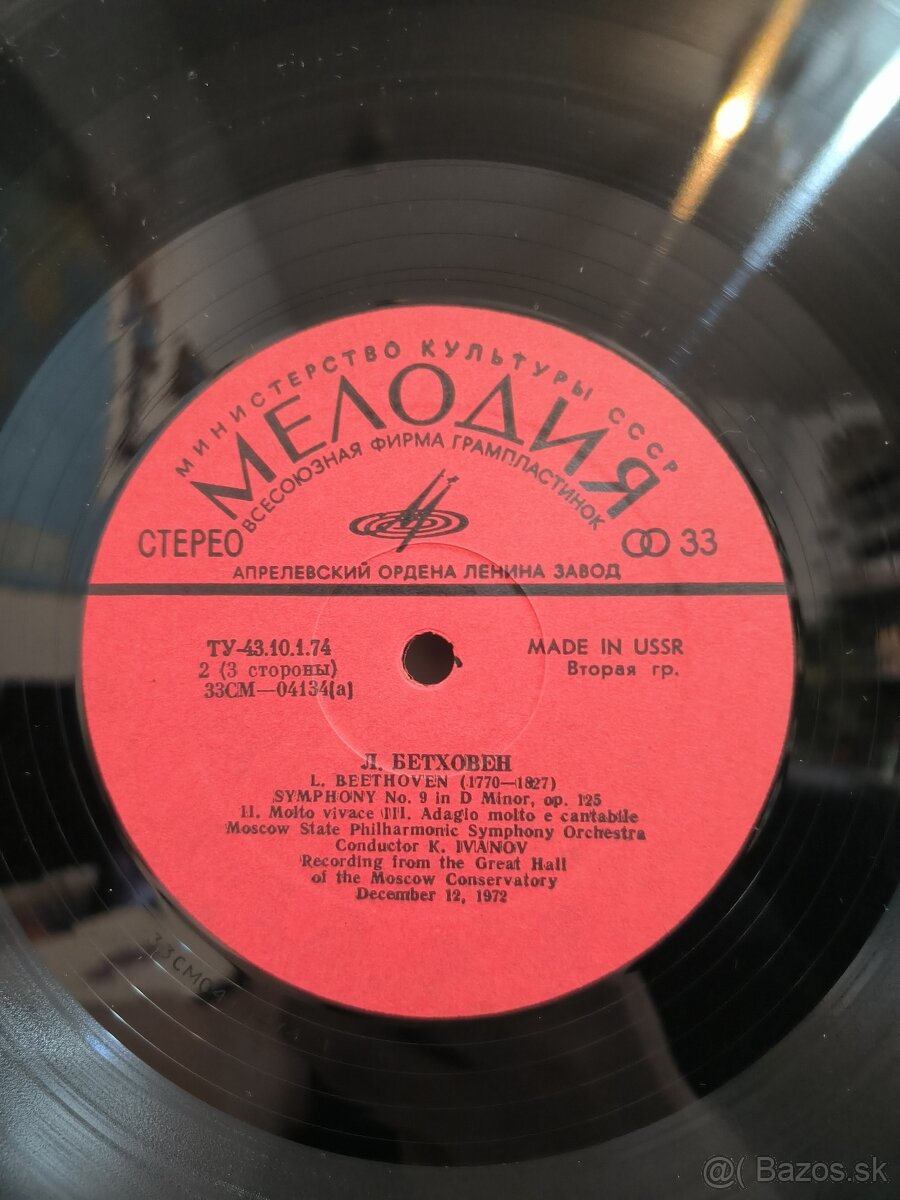 МИНИСТЕРСТВО КУЛЬТУРЫ СССР
МЕЛОДИЯ
ВСЕСОЮЗНАЯ ФИРМА ГРАМПЛАСТИНОК
СТЕРЕО
33
АПРЕЛЕВСКИЙ ОРДЕНА ЛЕНИНА ЗАВОД
ТУ-43.10.1.74
2 (3 стороны)
33СМ—04134(а)
MADE IN USSR
Вторая гр.
Л. БЕТХОВЕН
L. BEETHOVEN (1770—1827)
SYMPHONY No. 9 in D Minor, op. 125
II. Molto vivace III. Adagio molto e cantabile
Moscow State Philharmonic Symphony Orchestra
Conductor K. IVANOV
Recording from the Great Hall
of the Moscow Conservatory
December 12, 1972
33СМ04
@( Bazos.sk